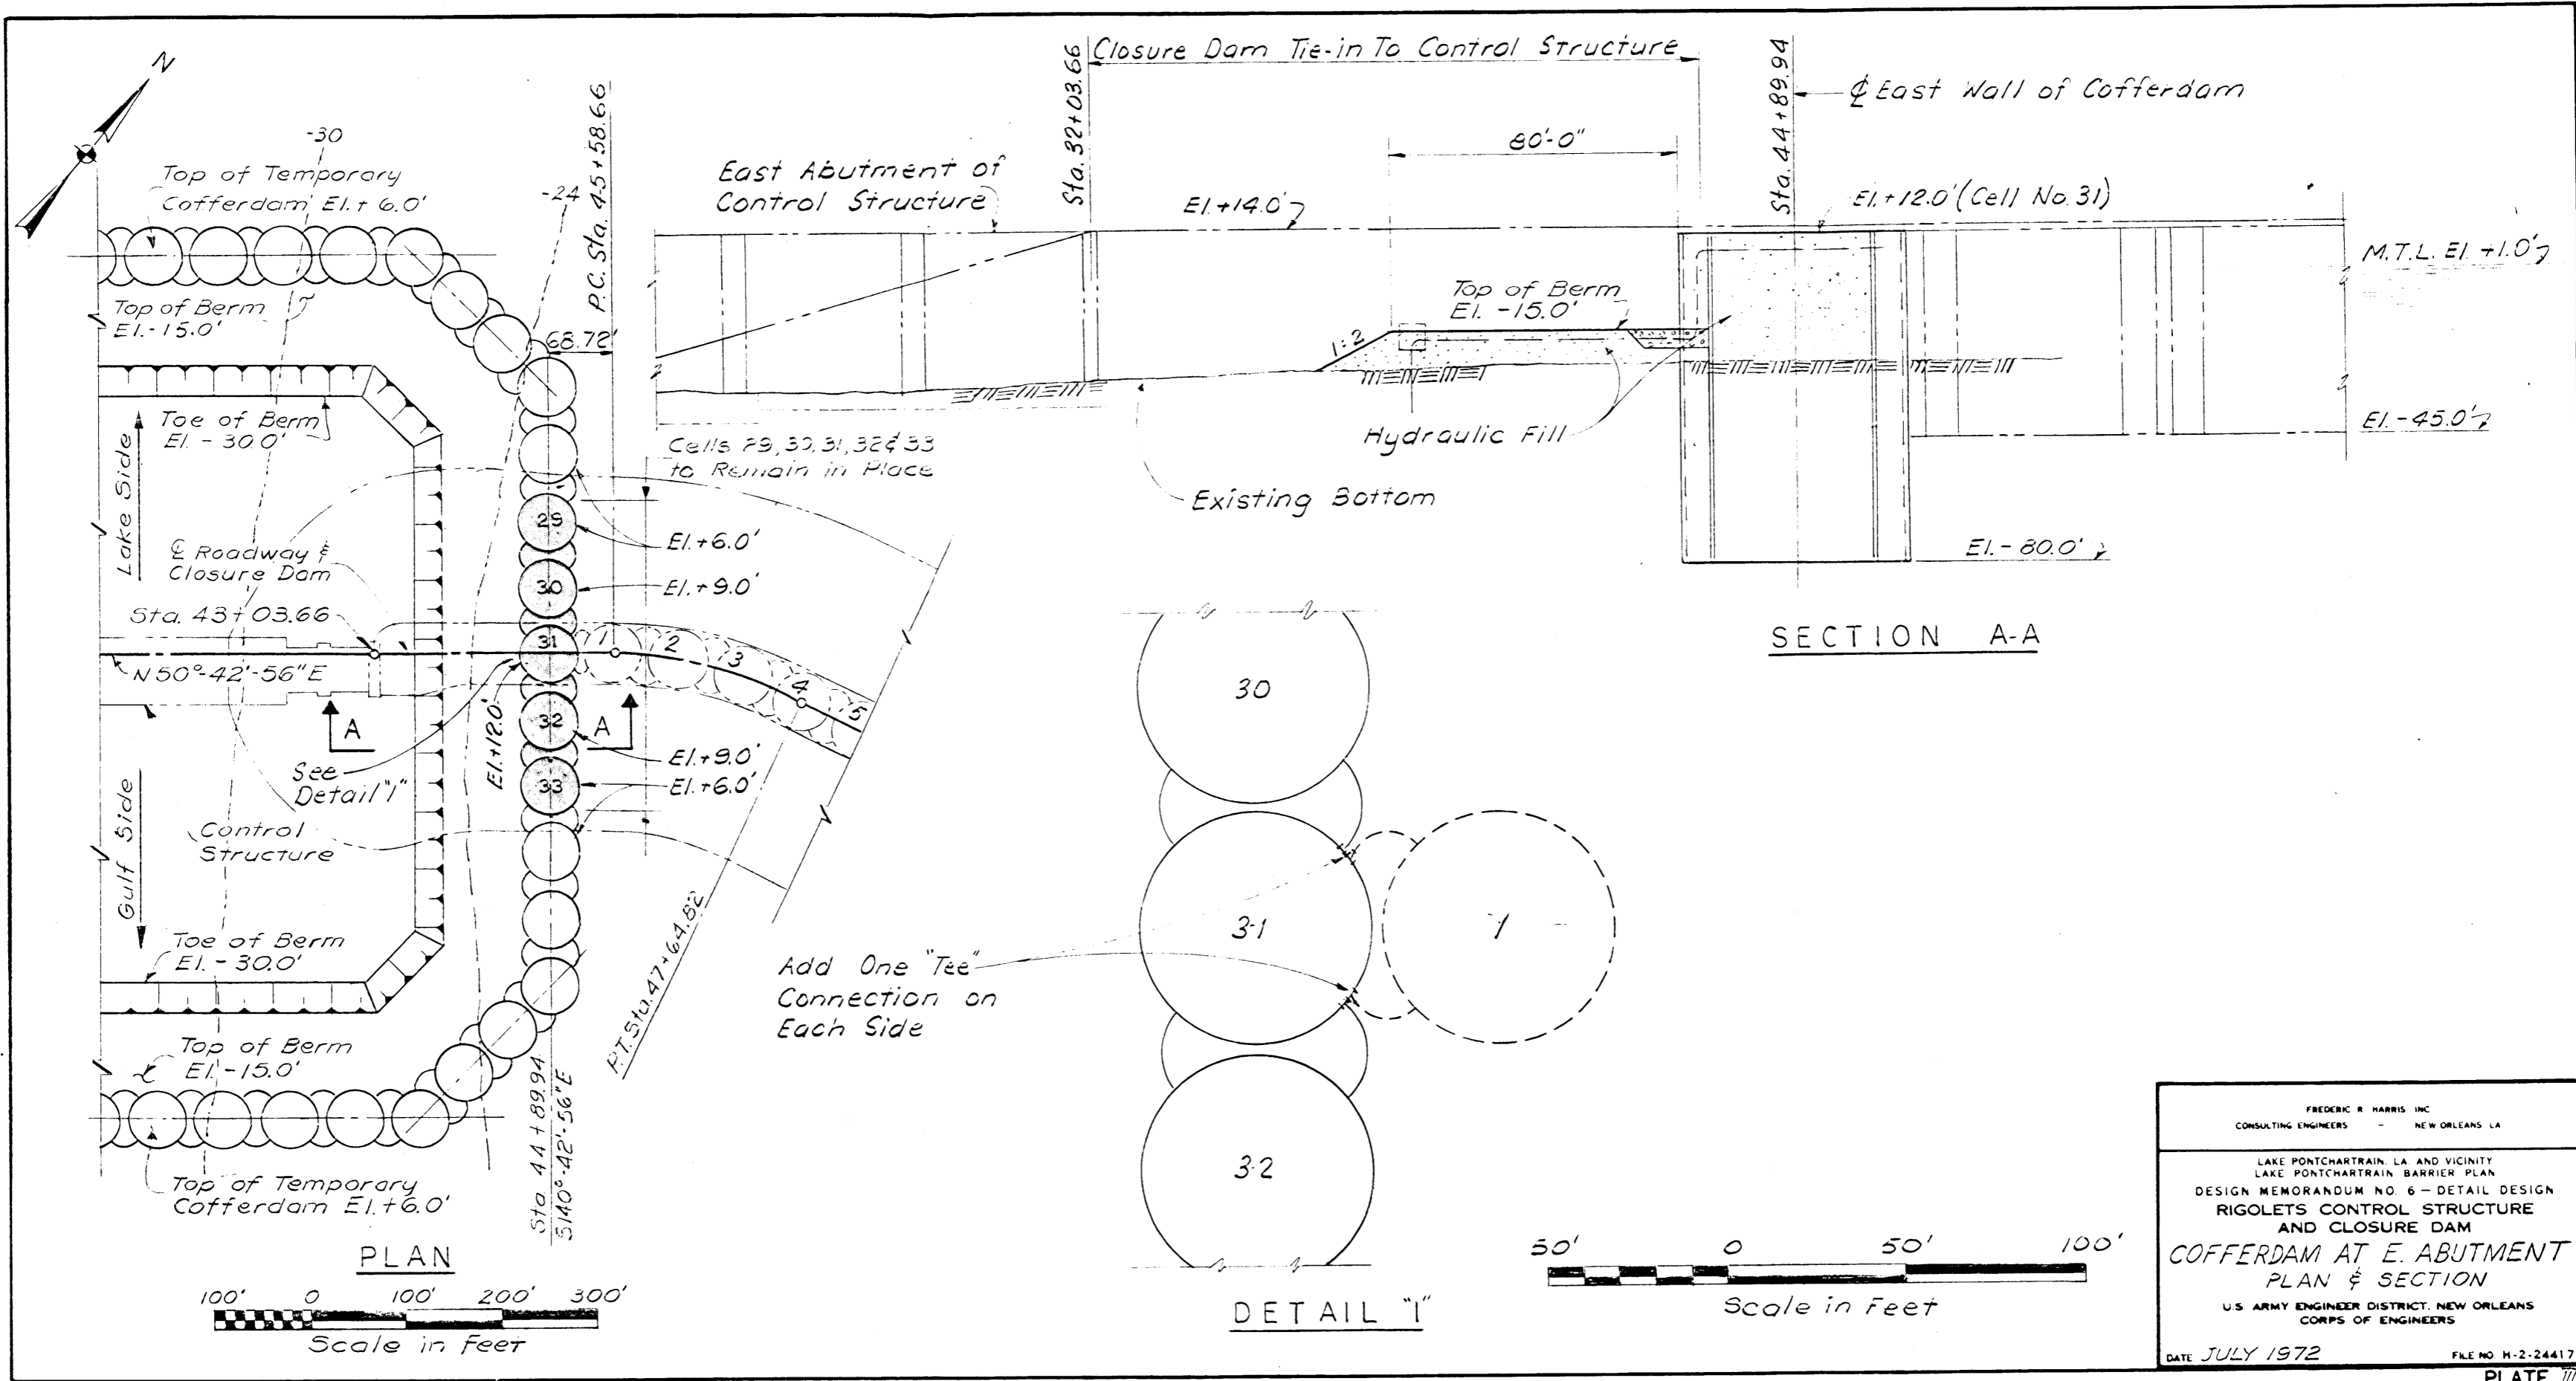 N
-30
Top of Temporary
Cofferdam El. + 6.0'
-24
P.C. Sta. 45+58.66
Top of Berm
El. -15.0'
68.72'
Toe of Berm
El. - 30.0'
Lake Side
℄ Roadway &
Closure Dam
Sta. 43+03.66
N 50°-42'-56" E
A
A
See
Detail "1"
El. +12.0'
Control
Structure
Gulf Side
Toe of Berm
El. - 30.0'
Top of Berm
El. -15.0'
Top of Temporary
Cofferdam El. +6.0'
Cells 29, 30, 31, 32 & 33
to Remain in Place
29
30
31
32
33
1
2
3
4
5
El. +6.0'
El. +9.0'
El. +9.0'
El. +6.0'
P.T. Sta. 47+64.82
Sta. 44+89.94
S140°-42'-56"E
PLAN
100' 0 100' 200' 300'
Scale in Feet
Closure Dam Tie-in To Control Structure
Sta. 32+03.66
Sta. 44+89.94
℄ East Wall of Cofferdam
80'-0"
East Abutment of
Control Structure
El. +14.0'
El. +12.0' (Cell No. 31)
M.T.L. El. +1.0'
Top of Berm
El. -15.0'
1:2
Hydraulic Fill
Existing Bottom
El. -45.0'
El. - 80.0'
SECTION A-A
30
31
32
1
Add One "Tee"
Connection on
Each Side
DETAIL "1"
50' 0 50' 100'
Scale in Feet
FREDERIC R HARRIS INC
CONSULTING ENGINEERS - NEW ORLEANS LA
LAKE PONTCHARTRAIN, LA AND VICINITY
LAKE PONTCHARTRAIN BARRIER PLAN
DESIGN MEMORANDUM NO. 6 - DETAIL DESIGN
RIGOLETS CONTROL STRUCTURE
AND CLOSURE DAM
COFFERDAM AT E. ABUTMENT
PLAN & SECTION
U.S. ARMY ENGINEER DISTRICT, NEW ORLEANS
CORPS OF ENGINEERS
DATE JULY 1972 FILE NO. H-2-24417
PLATE